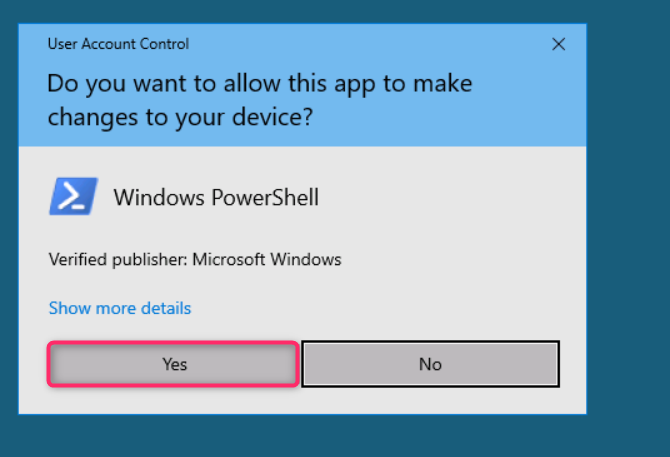 User Account Control
Do you want to allow this app to make
changes to your device?
Windows PowerShell
Verified publisher: Microsoft Windows
Show more details
Yes
No